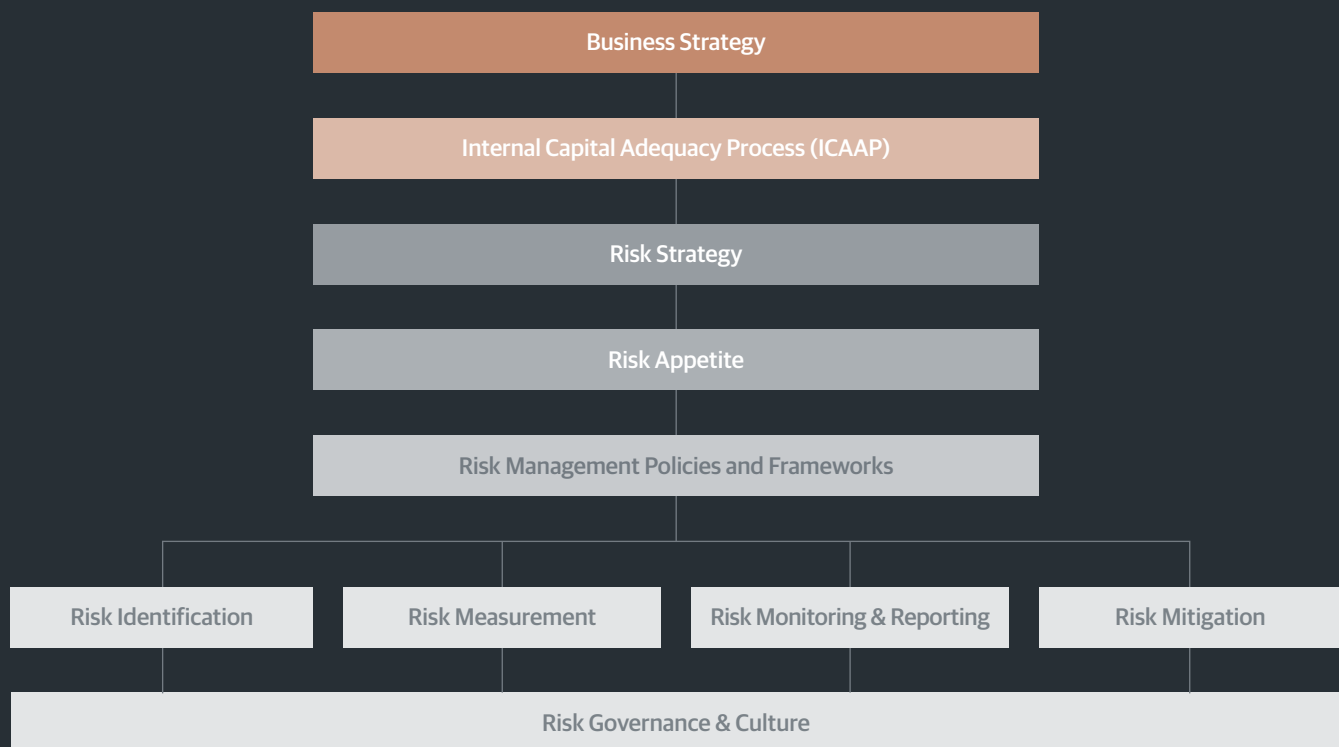 Business Strategy
Internal Capital Adequacy Process (ICAAP)
Risk Strategy
Risk Appetite
Risk Management Policies and Frameworks
Risk Identification
Risk Measurement
Risk Monitoring & Reporting
Risk Mitigation
Risk Governance & Culture